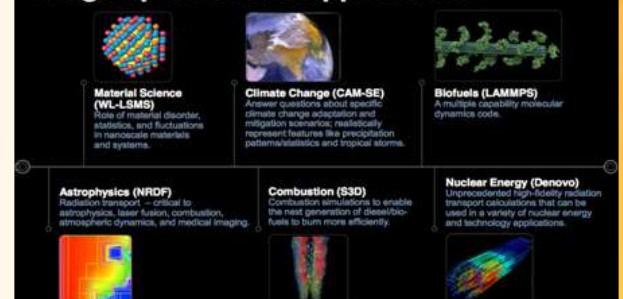 Material Science
(WL-LSMS)
Role of material disorder,
statistics, and fluctuations
in nanoscale materials
and systems.
Climate Change (CAM-SE)
Answer questions about specific
climate change adaptation and
mitigation scenarios; realistically
represent features like precipitation
patterns/statistics and tropical storms.
Biofuels (LAMMPS)
A multiple capability molecular
dynamics code.
Astrophysics (NRDF)
Radiation transport – critical to
astrophysics, laser fusion, combustion,
atmospheric dynamics, and medical imaging.
Combustion (S3D)
Combustion simulations to enable
the next generation of diesel/bio-
fuels to burn more efficiently.
Nuclear Energy (Denovo)
Unprecedented high-fidelity radiation
transport calculations that can be
used in a variety of nuclear energy
and technology applications.